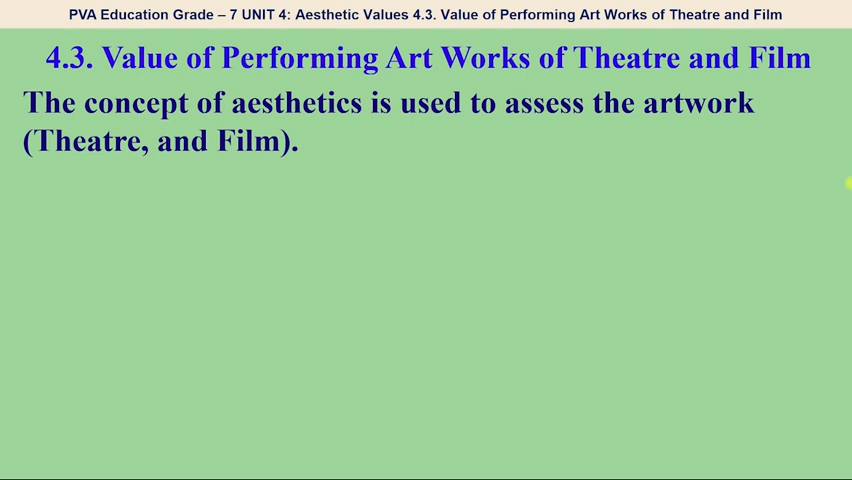 PVA Education Grade – 7 UNIT 4: Aesthetic Values 4.3. Value of Performing Art Works of Theatre and Film
4.3. Value of Performing Art Works of Theatre and Film
The concept of aesthetics is used to assess the artwork
(Theatre, and Film).